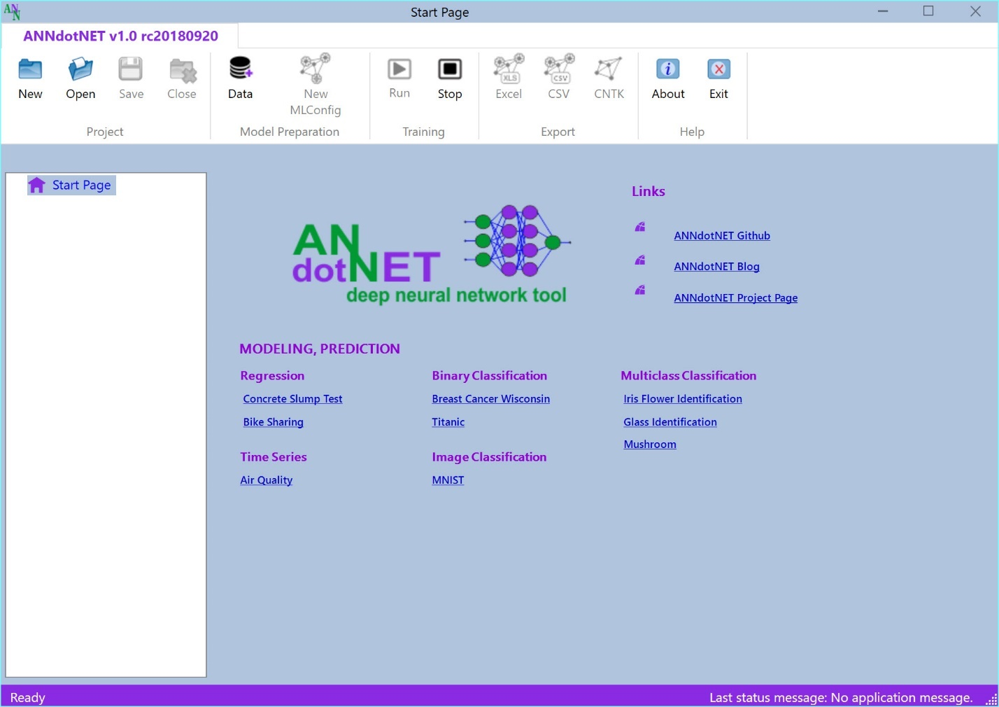 AN
N
Start Page
ANNdotNET v1.0 rc20180920
New
Open
Save
Close
Data
New
MLConfig
Run
Stop
XLS
Excel
CSV
CSV
CNTK
About
Exit
Project
Model Preparation
Training
Export
Help
Start Page
AN
dotNET
deep neural network tool
Links
ANNdotNET Github
ANNdotNET Blog
ANNdotNET Project Page
MODELING, PREDICTION
Regression
Concrete Slump Test
Bike Sharing
Binary Classification
Breast Cancer Wisconsin
Titanic
Multiclass Classification
Iris Flower Identification
Glass Identification
Mushroom
Time Series
Air Quality
Image Classification
MNIST
Ready
Last status message: No application message.